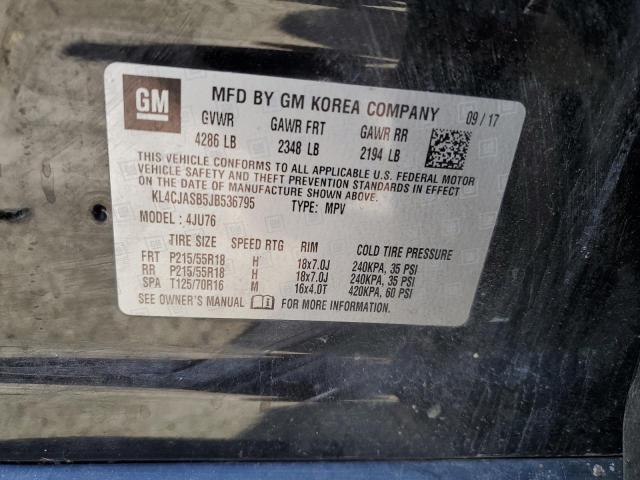 GM MFD BY GM KOREA COMPANY 09/17
GVWR GAWR FRT GAWR RR
4286 LB 2348 LB 2194 LB
THIS VEHICLE CONFORMS TO ALL APPLICABLE U.S. FEDERAL MOTOR
VEHICLE SAFETY AND THEFT PREVENTION STANDARDS IN EFFECT
ON THE DATE OF MANUFACTURE SHOWN ABOVE.
KL4CJASB5JB536795 TYPE: MPV
MODEL: 4JU76
TIRE SIZE SPEED RTG RIM COLD TIRE PRESSURE
FRT P215/55R18 H 18x7.0J 240KPA, 35 PSI
RR P215/55R18 H 18x7.0J 240KPA, 35 PSI
SPA T125/70R16 M 16x4.0T 420KPA, 60 PSI
SEE OWNER'S MANUAL FOR MORE INFORMATION.